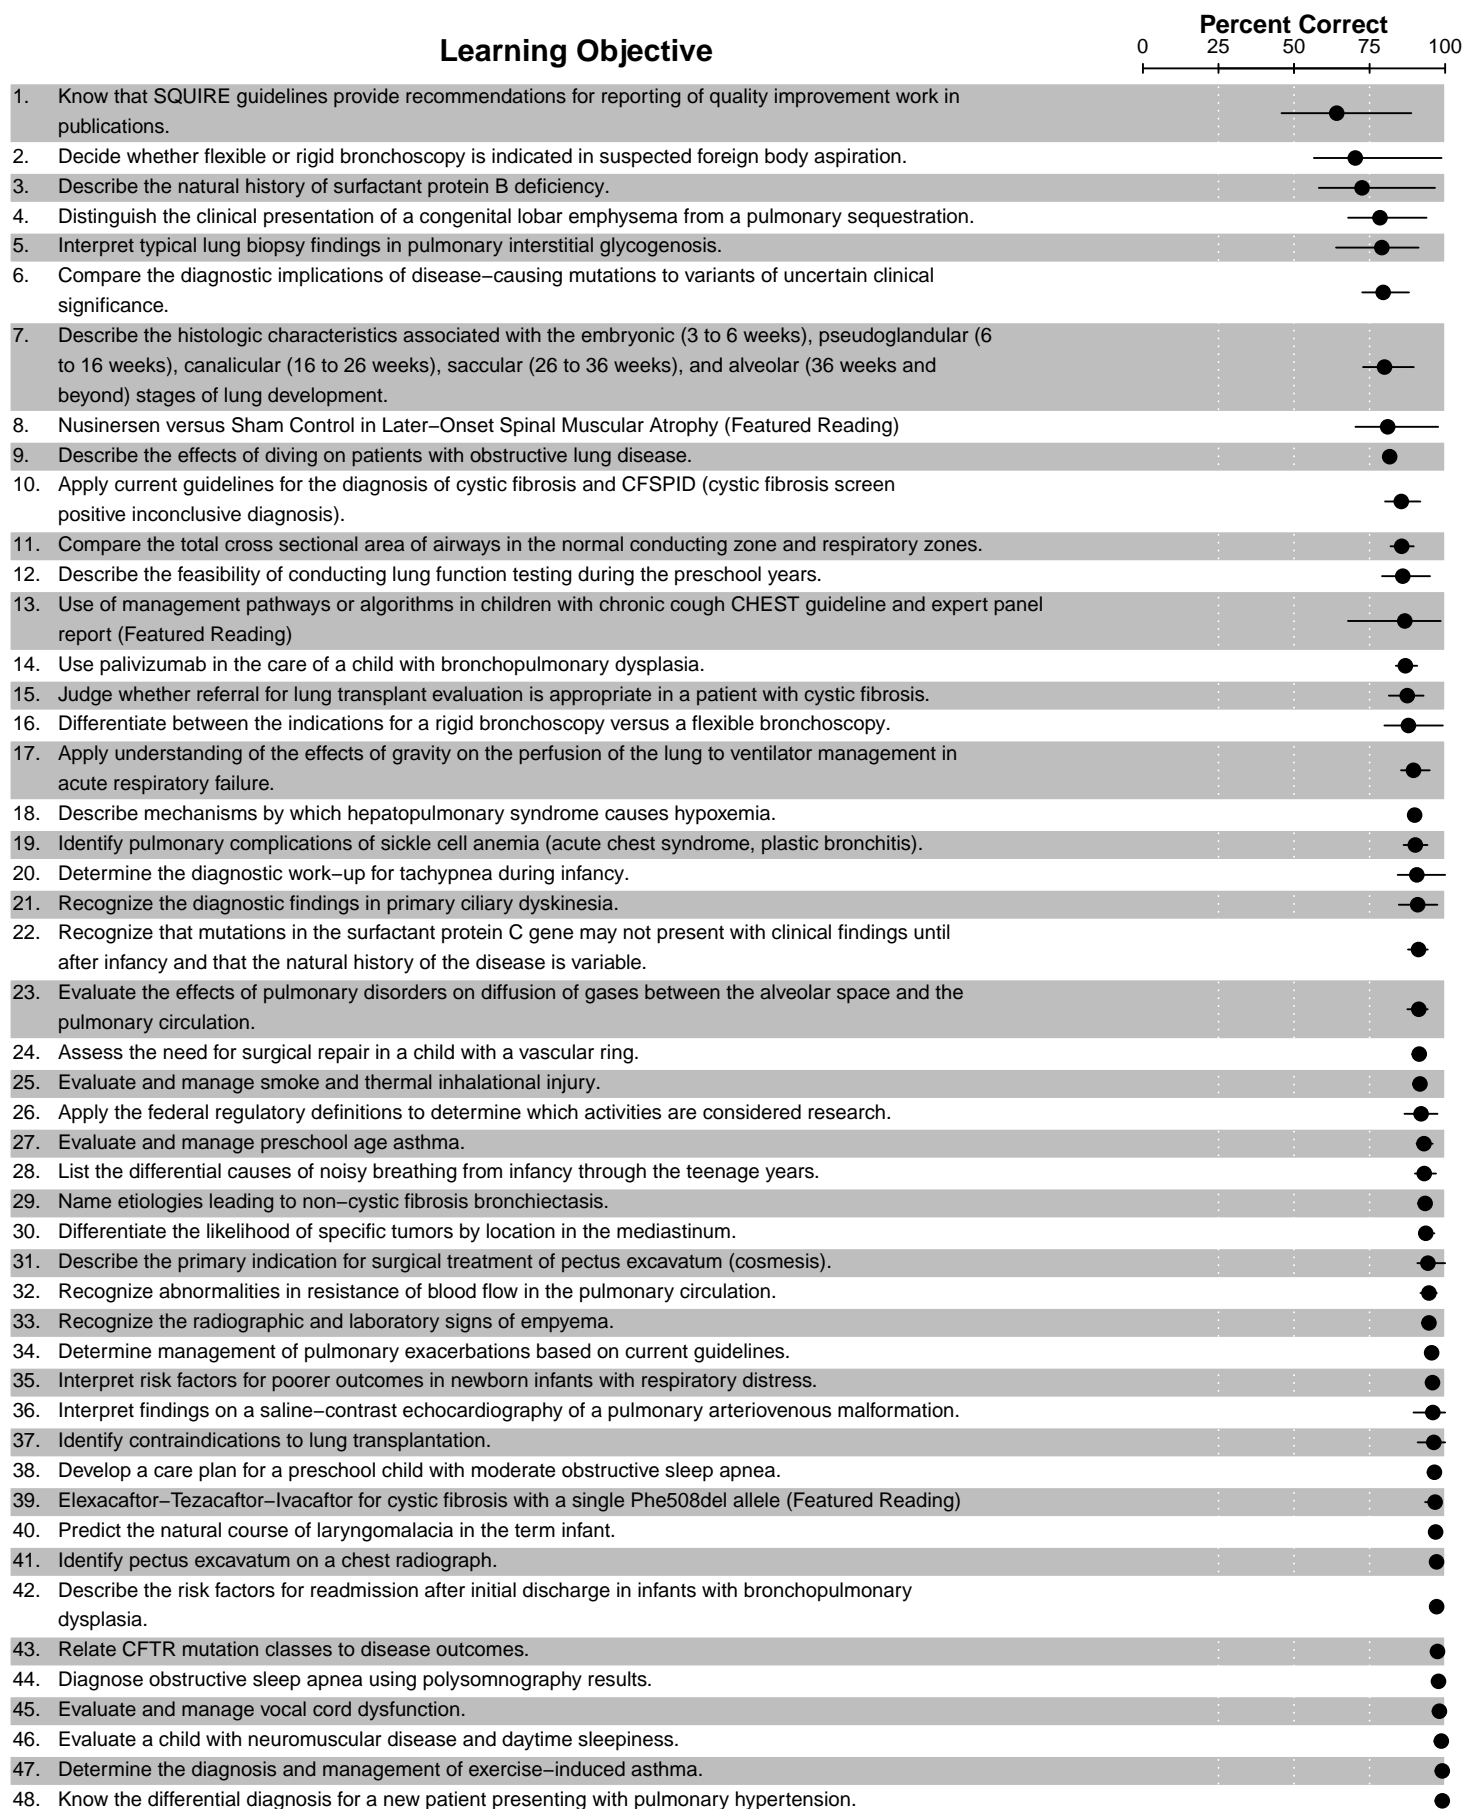 Percent Correct
Learning Objective
0 25 50 75 100
1. Know that SQUIRE guidelines provide recommendations for reporting of quality improvement work in
publications.
2. Decide whether flexible or rigid bronchoscopy is indicated in suspected foreign body aspiration.
3. Describe the natural history of surfactant protein B deficiency.
4. Distinguish the clinical presentation of a congenital lobar emphysema from a pulmonary sequestration.
5. Interpret typical lung biopsy findings in pulmonary interstitial glycogenosis.
6. Compare the diagnostic implications of disease−causing mutations to variants of uncertain clinical
significance.
7. Describe the histologic characteristics associated with the embryonic (3 to 6 weeks), pseudoglandular (6
to 16 weeks), canalicular (16 to 26 weeks), saccular (26 to 36 weeks), and alveolar (36 weeks and
beyond) stages of lung development.
8. Nusinersen versus Sham Control in Later−Onset Spinal Muscular Atrophy (Featured Reading)
9. Describe the effects of diving on patients with obstructive lung disease.
10. Apply current guidelines for the diagnosis of cystic fibrosis and CFSPID (cystic fibrosis screen
positive inconclusive diagnosis).
11. Compare the total cross sectional area of airways in the normal conducting zone and respiratory zones.
12. Describe the feasibility of conducting lung function testing during the preschool years.
13. Use of management pathways or algorithms in children with chronic cough CHEST guideline and expert panel
report (Featured Reading)
14. Use palivizumab in the care of a child with bronchopulmonary dysplasia.
15. Judge whether referral for lung transplant evaluation is appropriate in a patient with cystic fibrosis.
16. Differentiate between the indications for a rigid bronchoscopy versus a flexible bronchoscopy.
17. Apply understanding of the effects of gravity on the perfusion of the lung to ventilator management in
acute respiratory failure.
18. Describe mechanisms by which hepatopulmonary syndrome causes hypoxemia.
19. Identify pulmonary complications of sickle cell anemia (acute chest syndrome, plastic bronchitis).
20. Determine the diagnostic work−up for tachypnea during infancy.
21. Recognize the diagnostic findings in primary ciliary dyskinesia.
22. Recognize that mutations in the surfactant protein C gene may not present with clinical findings until
after infancy and that the natural history of the disease is variable.
23. Evaluate the effects of pulmonary disorders on diffusion of gases between the alveolar space and the
pulmonary circulation.
24. Assess the need for surgical repair in a child with a vascular ring.
25. Evaluate and manage smoke and thermal inhalational injury.
26. Apply the federal regulatory definitions to determine which activities are considered research.
27. Evaluate and manage preschool age asthma.
28. List the differential causes of noisy breathing from infancy through the teenage years.
29. Name etiologies leading to non−cystic fibrosis bronchiectasis.
30. Differentiate the likelihood of specific tumors by location in the mediastinum.
31. Describe the primary indication for surgical treatment of pectus excavatum (cosmesis).
32. Recognize abnormalities in resistance of blood flow in the pulmonary circulation.
33. Recognize the radiographic and laboratory signs of empyema.
34. Determine management of pulmonary exacerbations based on current guidelines.
35. Interpret risk factors for poorer outcomes in newborn infants with respiratory distress.
36. Interpret findings on a saline−contrast echocardiography of a pulmonary arteriovenous malformation.
37. Identify contraindications to lung transplantation.
38. Develop a care plan for a preschool child with moderate obstructive sleep apnea.
39. Elexacaftor−Tezacaftor−Ivacaftor for cystic fibrosis with a single Phe508del allele (Featured Reading)
40. Predict the natural course of laryngomalacia in the term infant.
41. Identify pectus excavatum on a chest radiograph.
42. Describe the risk factors for readmission after initial discharge in infants with bronchopulmonary
dysplasia.
43. Relate CFTR mutation classes to disease outcomes.
44. Diagnose obstructive sleep apnea using polysomnography results.
45. Evaluate and manage vocal cord dysfunction.
46. Evaluate a child with neuromuscular disease and daytime sleepiness.
47. Determine the diagnosis and management of exercise−induced asthma.
48. Know the differential diagnosis for a new patient presenting with pulmonary hypertension.